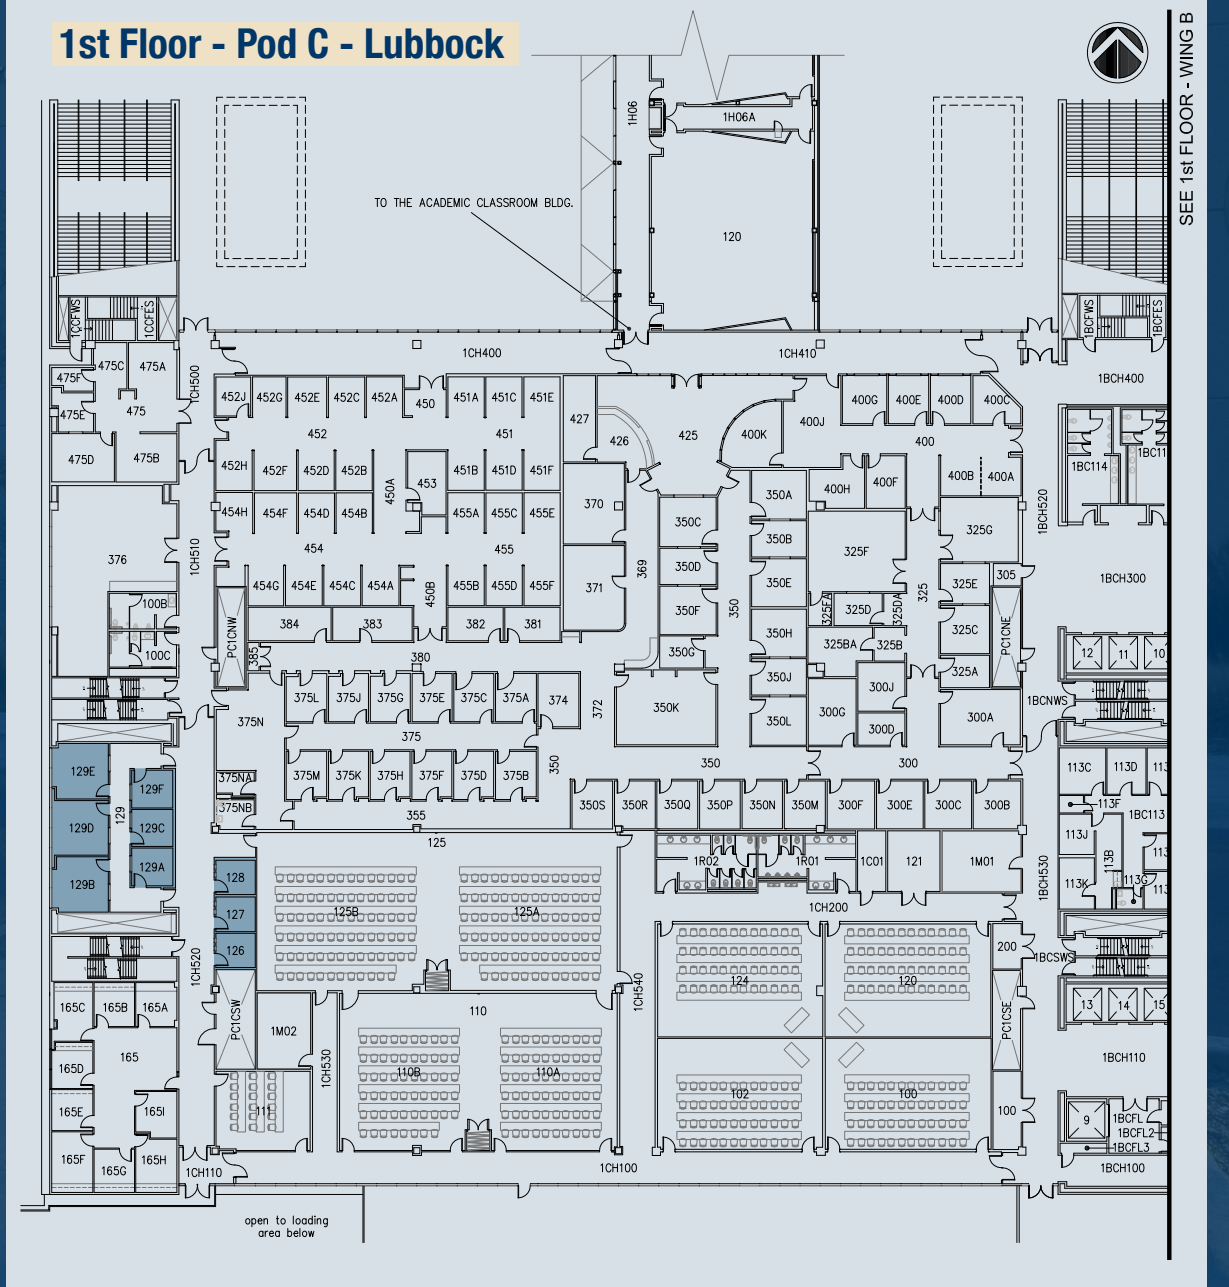 1st Floor - Pod C - Lubbock
SEE 1st FLOOR - WING B
1H06
1H06A
TO THE ACADEMIC CLASSROOM BLDG.
120
1CCFWS
1CCFES
1BCFWS
1BCFES
1CH400
1CH410
475C
475A
475F
475E
475
475D
475B
1CH500
1BCH400
452J
452G
452E
452C
452A
450
451A
451C
451E
427
426
425
400K
400J
400G
400E
400D
400C
452
451
400
452H
452F
452D
452B
450A
453
451B
451D
451F
370
350A
400H
400F
400B
400A
1BC114
1BC11
454H
454F
454D
454B
455A
455C
455E
350C
350B
325F
325G
1BCH520
376
1CH510
454
455
369
350D
350E
325E
305
1BCH300
454G
454E
454C
454A
450B
455B
455D
455F
371
350
325
100B
100C
384
383
382
381
350F
350H
325FA
325D
325DA
325C
PC1CNW
385
380
350G
350J
325BA
325B
325A
PC1CNE
12
11
10
375N
375L
375J
375G
375E
375C
375A
374
372
350K
350L
300G
300J
300D
300A
1BCNWS
375
375NA
375NB
375M
375K
375H
375F
375D
375B
350
350
300
355
350S
350R
350Q
350P
350N
350M
300F
300E
300C
300B
113C
113D
113
113F
1BC113
113J
113B
113
113K
113G
113
129E
129F
129D
129
129C
129B
129A
128
127
126
125
125B
125A
1R02
1R01
1C01
121
1M01
1CH200
1BCH530
1CH520
124
120
200
1BCSWS
1CH540
PC1CSW
1M02
110
PC1CSE
13
14
15
165C
165B
165A
165
165D
165E
165I
165F
165G
165H
1CH530
110B
110A
111
102
100
100
1BCH110
9
1BCFL
1BCFL2
1BCFL3
1BCH100
1CH110
1CH100
open to loading
area below